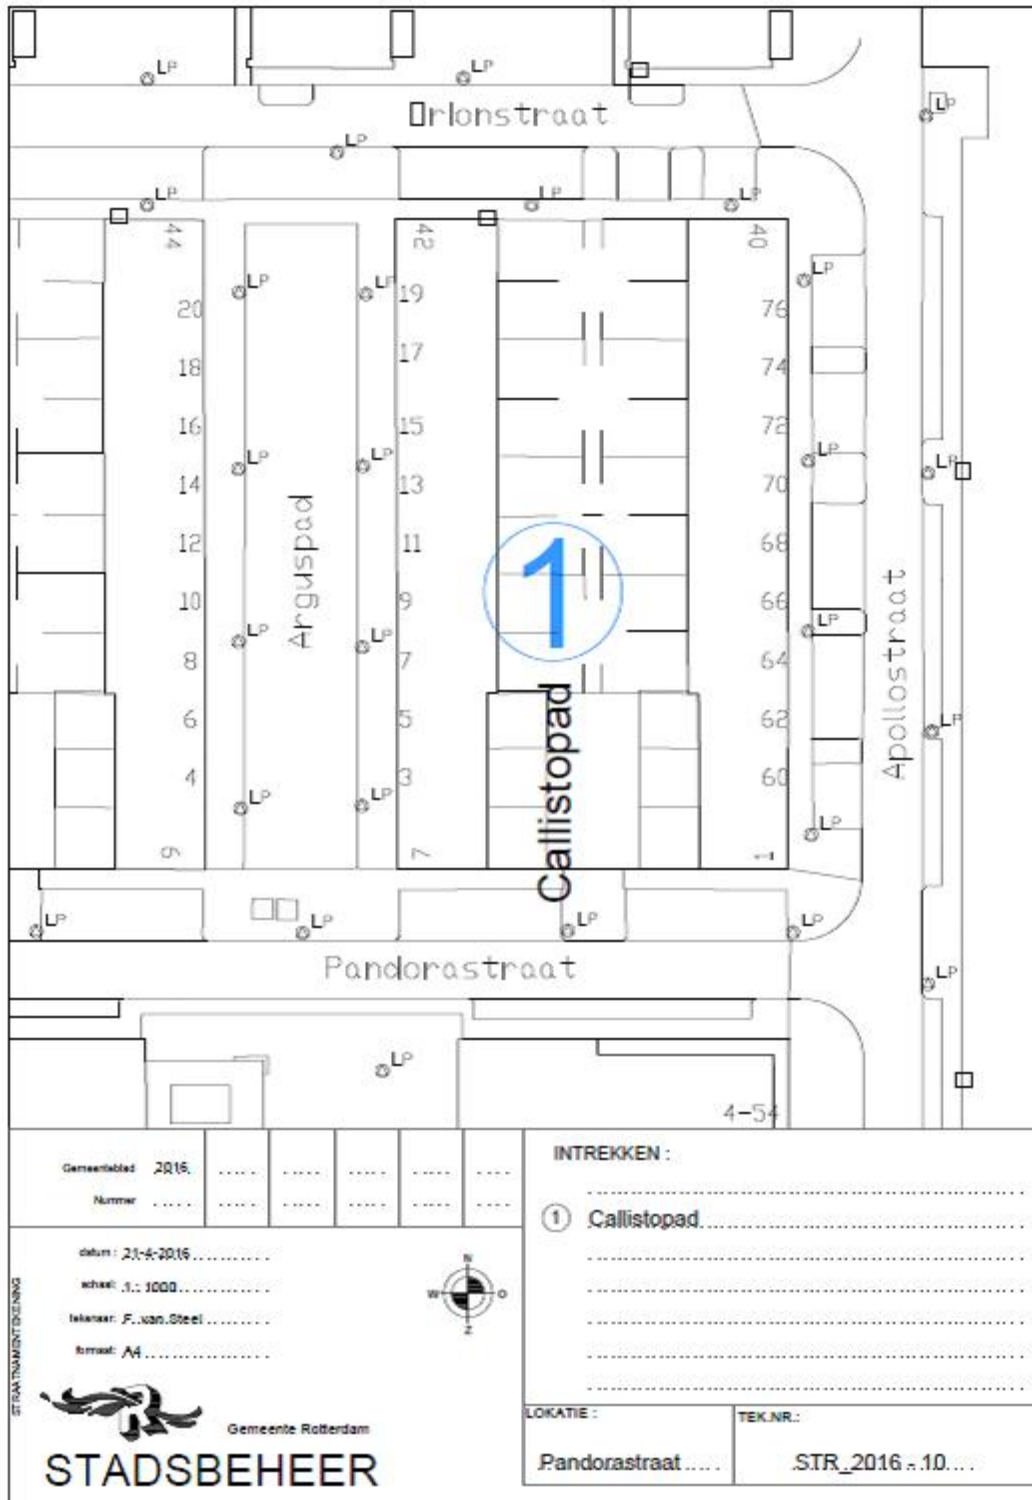 LP
LP
LP
Orionstraat
LP
LP
LP
LP
44
42
40
LP
LP
LP
20
19
76
18
17
74
16
15
72
LP
LP
LP
LP
14
13
70
12
11
68
Arguspad
1
10
9
66
Apollostraat
LP
LP
LP
8
7
64
Callistopad
6
5
62
LP
4
3
60
LP
LP
LP
9
7
1
LP
LP
LP
LP
Pandorastraat
LP
LP
4-54
Gemeenteblad 2016
Nummer
INTREKKEN :
1 Callistopad
datum : 21-4-2016
schaal: 1 : 1000
tekenaar: F. van Steel
formaat: A4
N
W O
Z
STRAATNAMENTEKENING
Gemeente Rotterdam
STADSBEHEER
LOKATIE :
Pandorastraat
TEK.NR.:
STR_2016 - 10